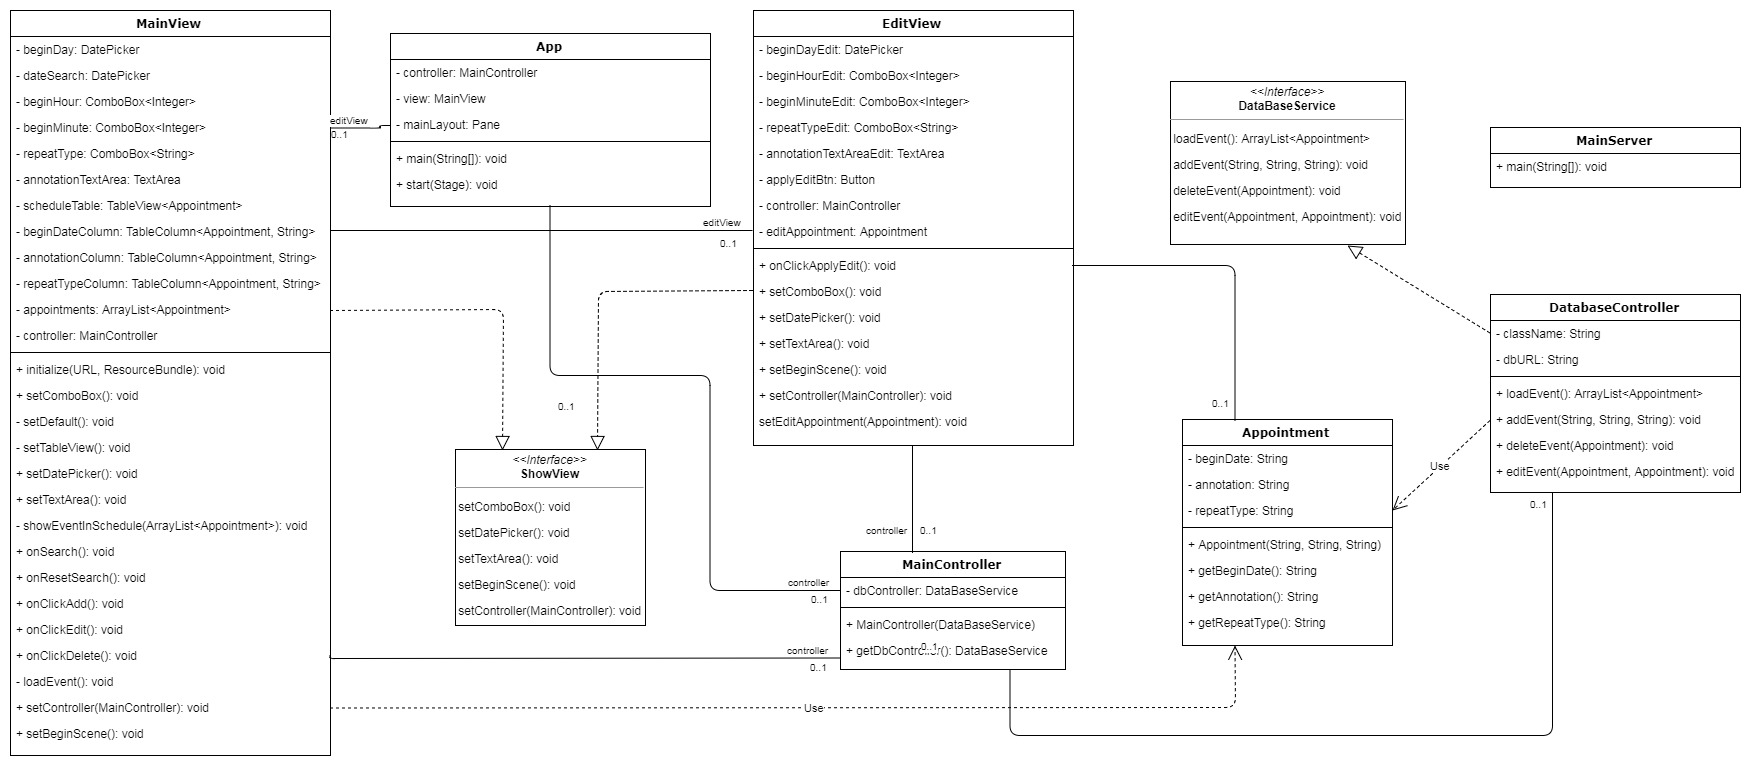 MainView
- beginDay: DatePicker
- dateSearch: DatePicker
- beginHour: ComboBox<Integer>
- beginMinute: ComboBox<Integer>
- repeatType: ComboBox<String>
- annotationTextArea: TextArea
- scheduleTable: TableView<Appointment>
- beginDateColumn: TableColumn<Appointment, String>
- annotationColumn: TableColumn<Appointment, String>
- repeatTypeColumn: TableColumn<Appointment, String>
- appointments: ArrayList<Appointment>
- controller: MainController
+ initialize(URL, ResourceBundle): void
+ setComboBox(): void
- setDefault(): void
- setTableView(): void
+ setDatePicker(): void
+ setTextArea(): void
- showEventInSchedule(ArrayList<Appointment>): void
+ onSearch(): void
+ onResetSearch(): void
+ onClickAdd(): void
+ onClickEdit(): void
+ onClickDelete(): void
- loadEvent(): void
+ setController(MainController): void
+ setBeginScene(): void
editView
0..1
App
- controller: MainController
- view: MainView
- mainLayout: Pane
+ main(String[]): void
+ start(Stage): void
editView
0..1
0..1
<<Interface>>
ShowView
setComboBox(): void
setDatePicker(): void
setTextArea(): void
setBeginScene(): void
setController(MainController): void
EditView
- beginDayEdit: DatePicker
- beginHourEdit: ComboBox<Integer>
- beginMinuteEdit: ComboBox<Integer>
- repeatTypeEdit: ComboBox<String>
- annotationTextAreaEdit: TextArea
- applyEditBtn: Button
- controller: MainController
- editAppointment: Appointment
+ onClickApplyEdit(): void
+ setComboBox(): void
+ setDatePicker(): void
+ setTextArea(): void
+ setBeginScene(): void
+ setController(MainController): void
setEditAppointment(Appointment): void
controller
0..1
controller
0..1
controller
0..1
MainController
- dbController: DataBaseService
+ MainController(DataBaseService)
+ getDbController(): DataBaseService
0..1
Use
<<Interface>>
DataBaseService
loadEvent(): ArrayList<Appointment>
addEvent(String, String, String): void
deleteEvent(Appointment): void
editEvent(Appointment, Appointment): void
0..1
Appointment
- beginDate: String
- annotation: String
- repeatType: String
+ Appointment(String, String, String)
+ getBeginDate(): String
+ getAnnotation(): String
+ getRepeatType(): String
Use
MainServer
+ main(String[]): void
DatabaseController
- className: String
- dbURL: String
+ loadEvent(): ArrayList<Appointment>
+ addEvent(String, String, String): void
+ deleteEvent(Appointment): void
+ editEvent(Appointment, Appointment): void
0..1